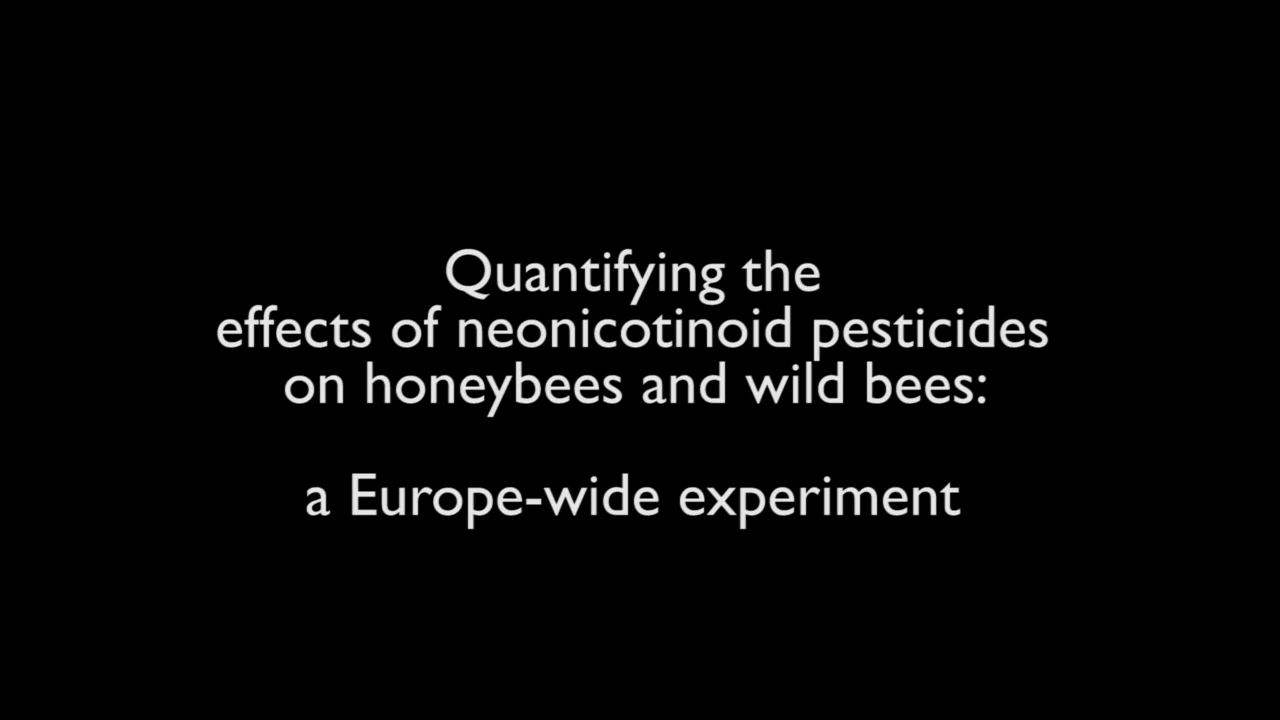 Quantifying the
effects of neonicotinoid pesticides
on honeybees and wild bees:
a Europe-wide experiment